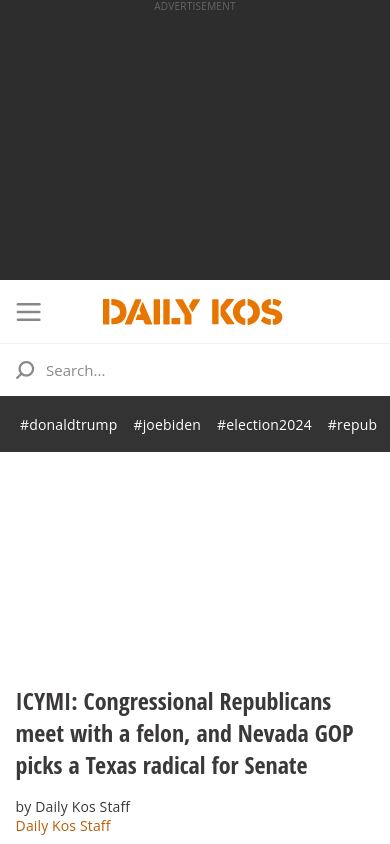 ADVERTISEMENT
DAILY KOS
Search...
#donaldtrump #joebiden #election2024 #repub
ICYMI: Congressional Republicans
meet with a felon, and Nevada GOP
picks a Texas radical for Senate
by Daily Kos Staff
Daily Kos Staff